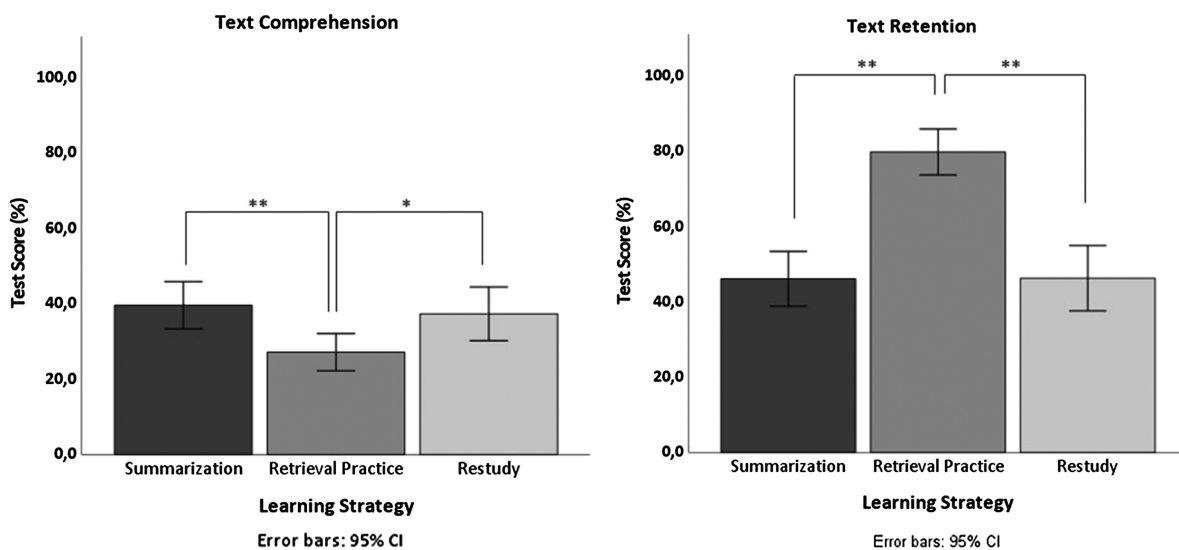 Text Comprehension
Test Score (%)
100,0
80,0
60,0
40,0
20,0
0,0
**
*
Summarization
Retrieval Practice
Restudy
Learning Strategy
Error bars: 95% CI
Text Retention
Test Score (%)
100,0
80,0
60,0
40,0
20,0
0,0
**
**
Summarization
Retrieval Practice
Restudy
Learning Strategy
Error bars: 95% CI